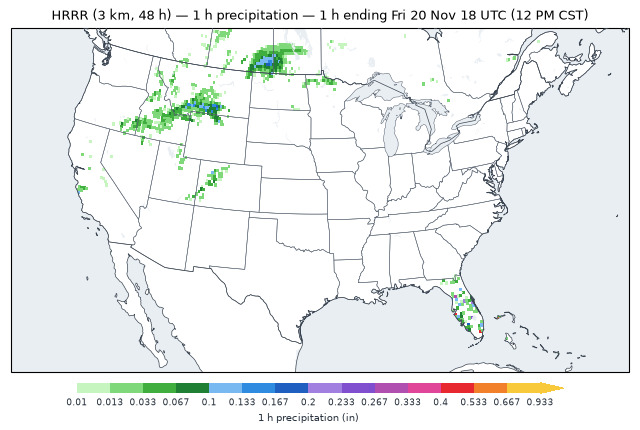 HRRR (3 km, 48 h) — 1 h precipitation — 1 h ending Fri 20 Nov 18 UTC (12 PM CST)
0.01 0.013 0.033 0.067 0.1 0.133 0.167 0.2 0.233 0.267 0.333 0.4 0.533 0.667 0.933
1 h precipitation (in)